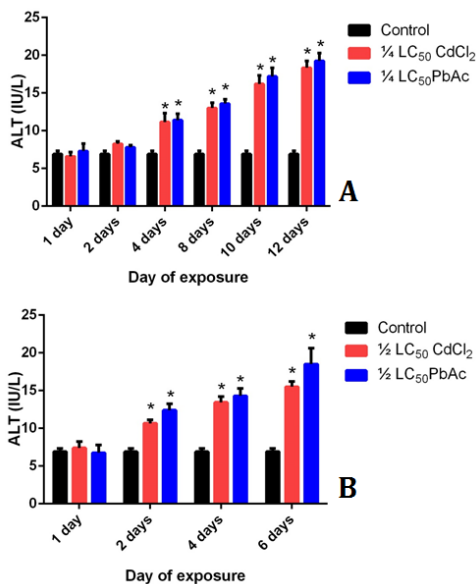 Control
¼ LC₅₀ CdCl₂
¼ LC₅₀PbAc
ALT (IU/L)
25
20
15
10
5
0
* * * * * * * *
1 day 2 days 4 days 8 days 10 days 12 days
Day of exposure
A
Control
½ LC₅₀ CdCl₂
½ LC₅₀PbAc
ALT (IU/L)
25
20
15
10
5
0
* * * * * *
1 day 2 days 4 days 6 days
Day of exposure
B